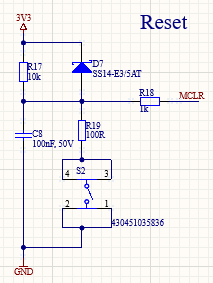 Reset
3V3
D7
R17
10k
SS14-E3/5AT
R18
MCLR
1k
R19
100R
C8
100nF, 50V
S2
4
3
2
1
430451035836
GND